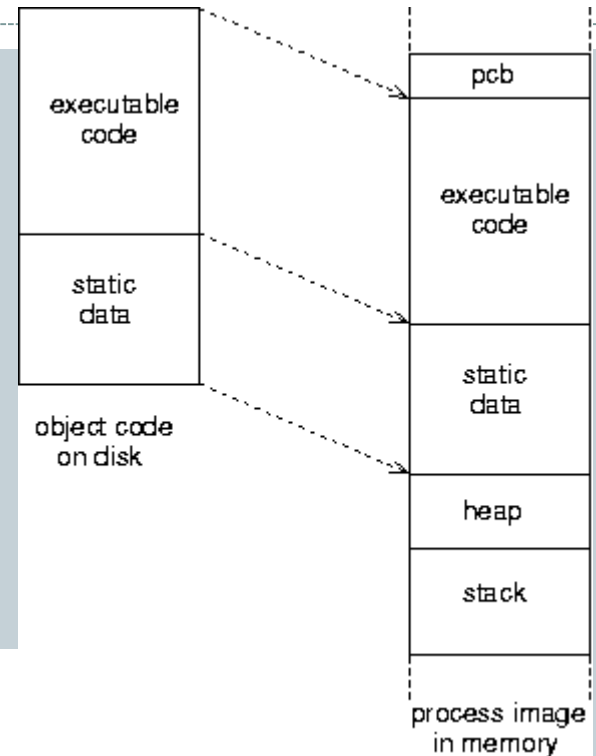 executable
code
static
data
object code
on disk
pcb
executable
code
static
data
heap
stack
process image
in memory